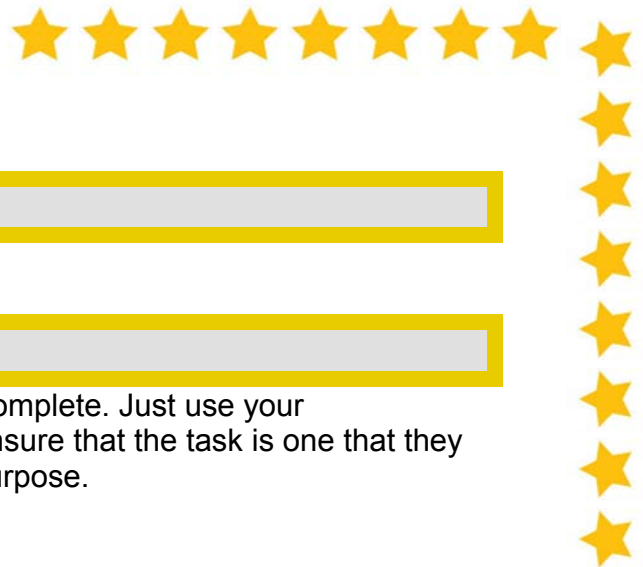 omplete. Just use your
nsure that the task is one that they
urpose.